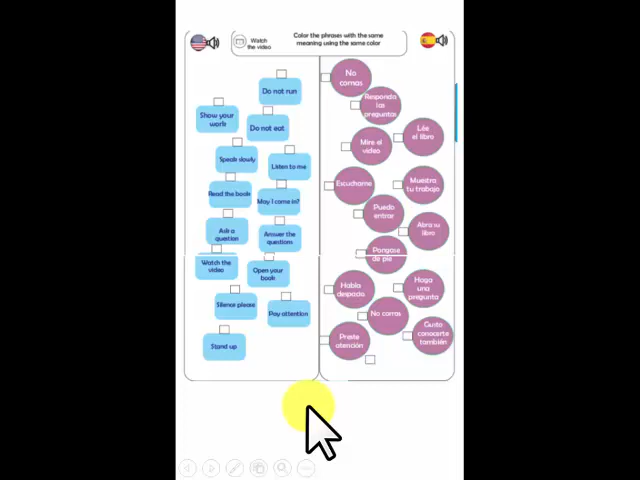 Watch
the video
Color the phrases with the same
meaning using the same color
Do not run
Show your
work
Do not eat
Speak slowly
Listen to me
Read the book
May I come in?
Ask a
question
Answer the
questions
Watch the
video
Open your
book
Silence please
Pay attention
Stand up
No
comas
Responda
las
preguntas
Mire el
video
Lée
el libro
Escucharme
Muestra
tu trabajo
Puedo
entrar
Abra su
libro
Pongase
de pie
Habla
despacio
Haga
una
pregunta
No corras
Gusto
conocerte
también
Preste
atención